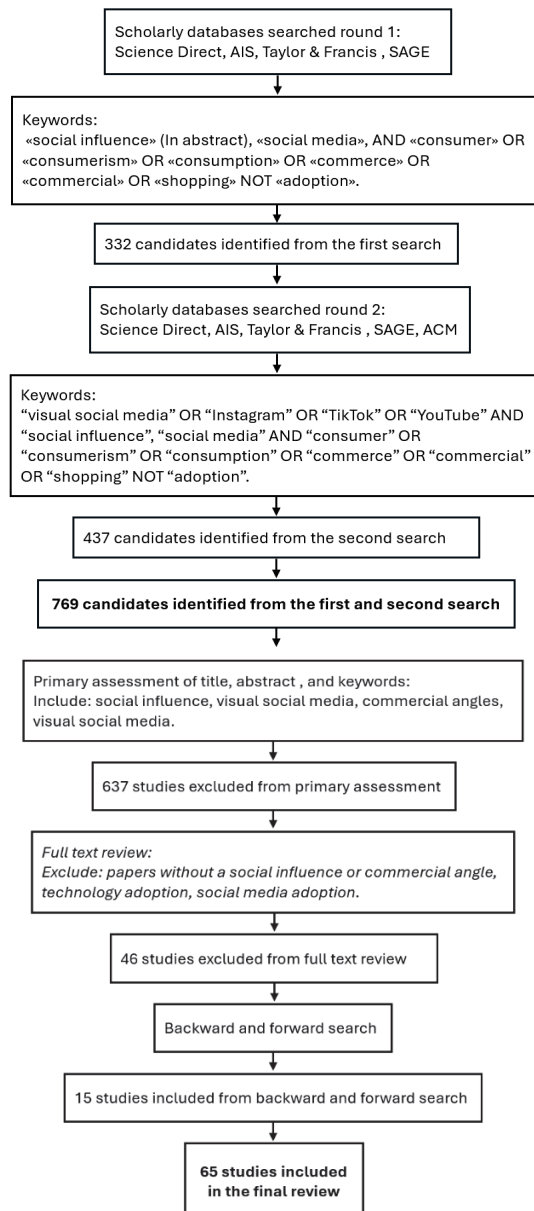 Scholarly databases searched round 1:
Science Direct, AIS, Taylor & Francis , SAGE
Keywords:
«social influence» (In abstract), «social media», AND «consumer» OR
«consumerism» OR «consumption» OR «commerce» OR
«commercial» OR «shopping» NOT «adoption».
332 candidates identified from the first search
Scholarly databases searched round 2:
Science Direct, AIS, Taylor & Francis , SAGE, ACM
Keywords:
“visual social media” OR “Instagram” OR “TikTok” OR “YouTube” AND
“social influence”, “social media” AND “consumer” OR
“consumerism” OR “consumption” OR “commerce” OR “commercial”
OR “shopping” NOT “adoption”.
437 candidates identified from the second search
769 candidates identified from the first and second search
Primary assessment of title, abstract , and keywords:
Include: social influence, visual social media, commercial angles,
visual social media.
637 studies excluded from primary assessment
Full text review:
Exclude: papers without a social influence or commercial angle,
technology adoption, social media adoption.
46 studies excluded from full text review
Backward and forward search
15 studies included from backward and forward search
65 studies included
in the final review